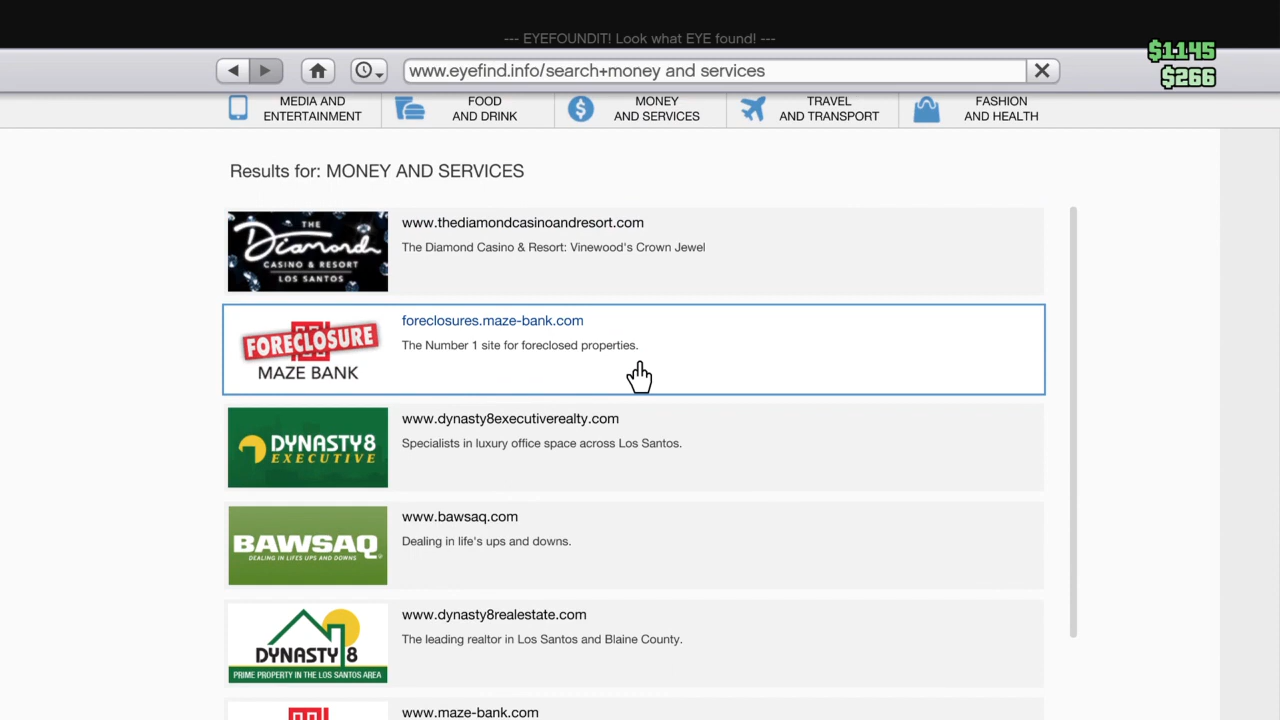 --- EYEFOUNDIT! Look what EYE found! ---
$1145
$266
www.eyefind.info/search+money and services
MEDIA AND
ENTERTAINMENT
FOOD
AND DRINK
MONEY
AND SERVICES
TRAVEL
AND TRANSPORT
FASHION
AND HEALTH
Results for: MONEY AND SERVICES
THE
Diamond
CASINO & RESORT
LOS SANTOS
www.thediamondcasinoandresort.com
The Diamond Casino & Resort: Vinewood's Crown Jewel
FORECLOSURE
MAZE BANK
foreclosures.maze-bank.com
The Number 1 site for foreclosed properties.
DYNASTY8
EXECUTIVE
www.dynasty8executiverealty.com
Specialists in luxury office space across Los Santos.
BAWSAQ
DEALING IN LIFES UPS AND DOWNS
www.bawsaq.com
Dealing in life's ups and downs.
DYNASTY 8
PRIME PROPERTY IN THE LOS SANTOS AREA
www.dynasty8realestate.com
The leading realtor in Los Santos and Blaine County.
www.maze-bank.com